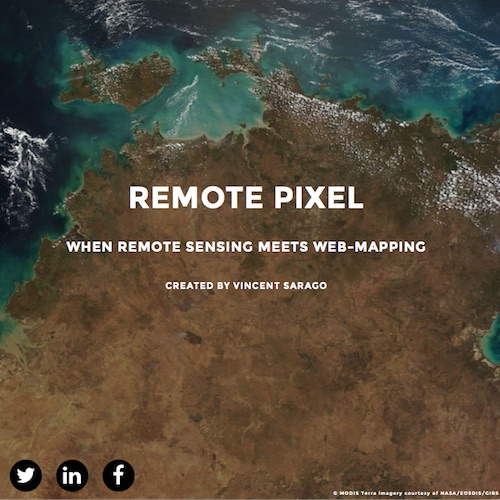 REMOTE PIXEL
WHEN REMOTE SENSING MEETS WEB-MAPPING
CREATED BY VINCENT SARAGO
© MODIS Terra Imagery courtesy of NASA/EOSDIS/GIBS